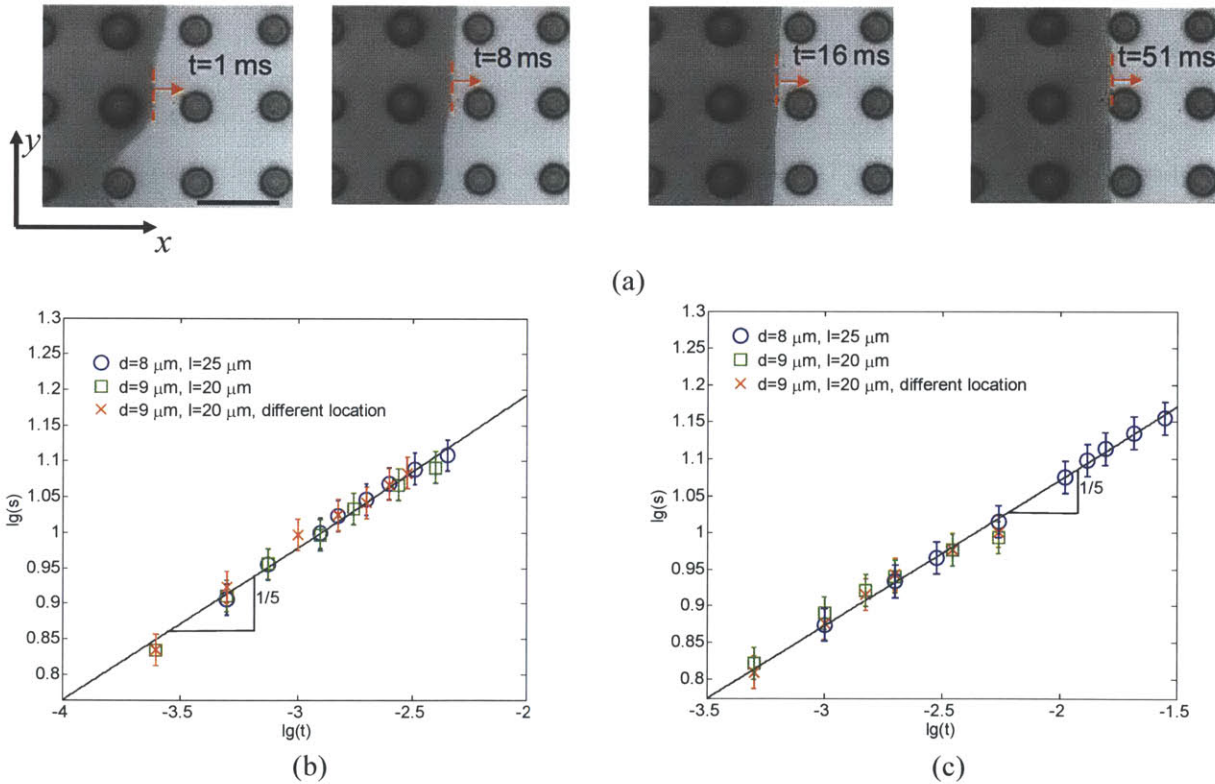 t=1 ms
t=8 ms
t=16 ms
t=51 ms
y
x
(a)
1.3
1.25
1.2
1.15
1.1
1.05
1
0.95
0.9
0.85
0.8
lg(s)
d=8 μm, l=25 μm
d=9 μm, l=20 μm
d=9 μm, l=20 μm, different location
1/5
-4
-3.5
-3
-2.5
-2
lg(t)
(b)
1.3
1.25
1.2
1.15
1.1
1.05
1
0.95
0.9
0.85
0.8
lg(s)
d=8 μm, l=25 μm
d=9 μm, l=20 μm
d=9 μm, l=20 μm, different location
1/5
-3.5
-3
-2.5
-2
-1.5
lg(t)
(c)